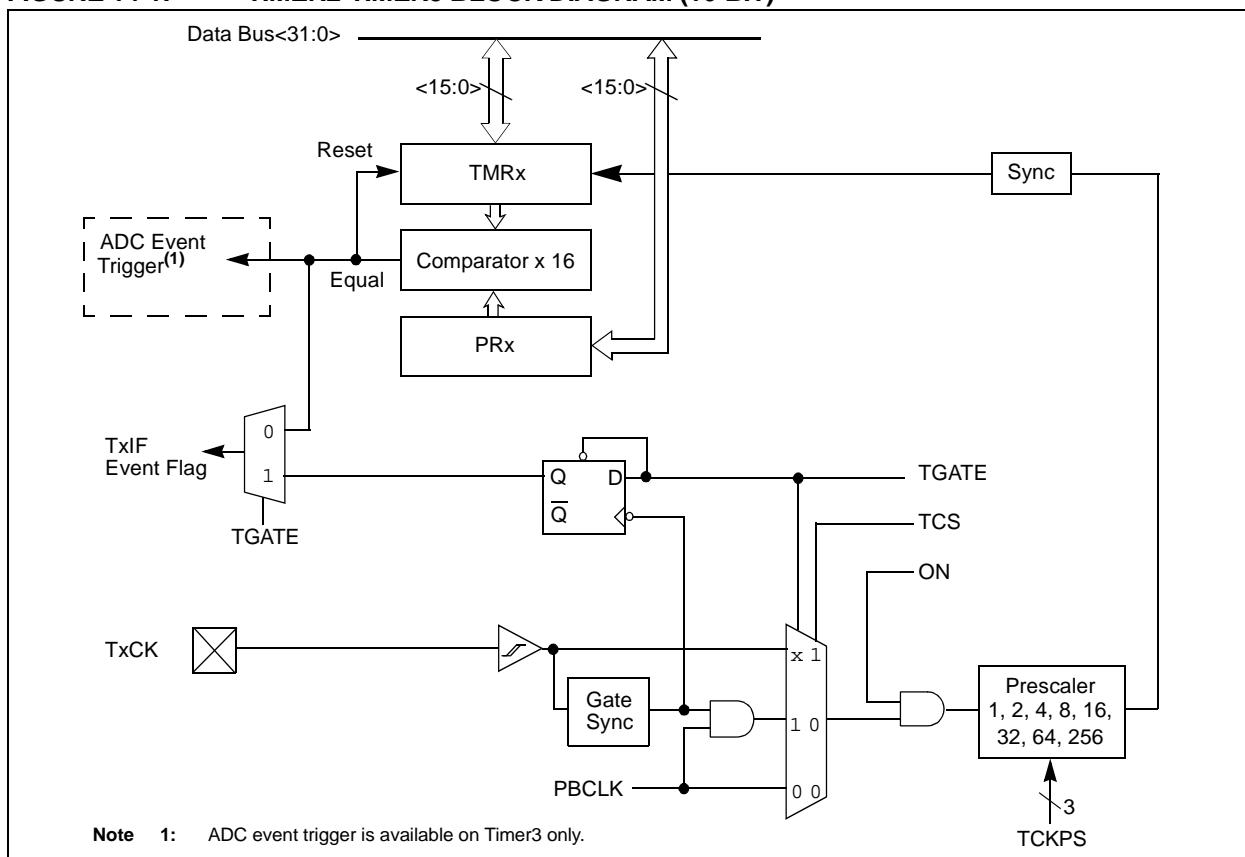 Data Bus<31:0>
<15:0>
<15:0>
Reset
TMRx
Sync
ADC Event
Trigger(1)
Equal
Comparator x 16
PRx
0
1
TxIF
Event Flag
TGATE
Q
D
Q
TGATE
TCS
ON
TxCK
x 1
Gate
Sync
1 0
Prescaler
1, 2, 4, 8, 16,
32, 64, 256
PBCLK
0 0
3
TCKPS
Note 1: ADC event trigger is available on Timer3 only.